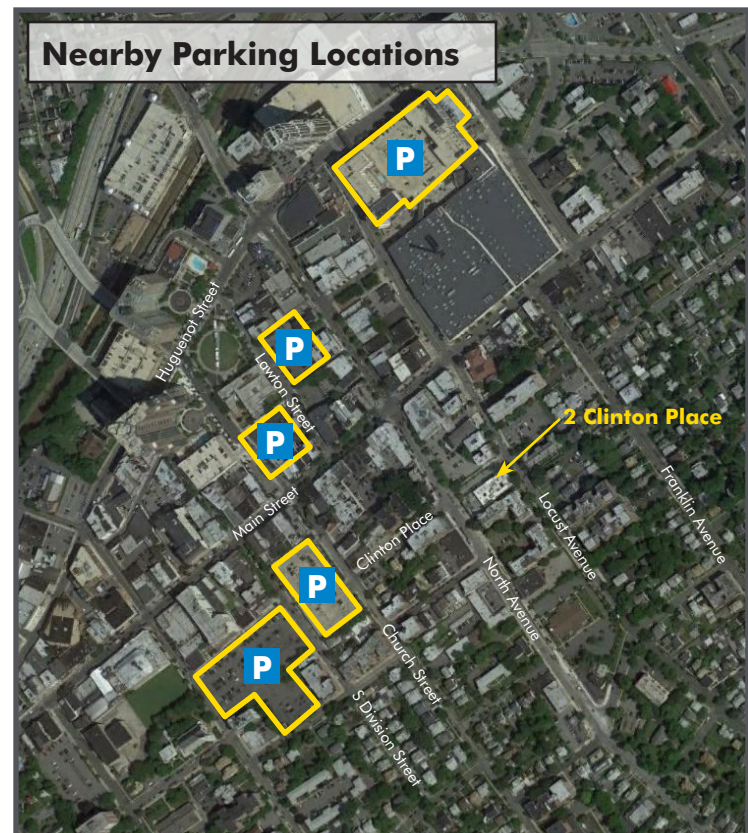 Nearby Parking Locations
P
Huguenot Street
P
Lawton Street
P
2 Clinton Place
Main Street
Clinton Place
Locust Avenue
Franklin Avenue
North Avenue
P
Church Street
P
S Division Street